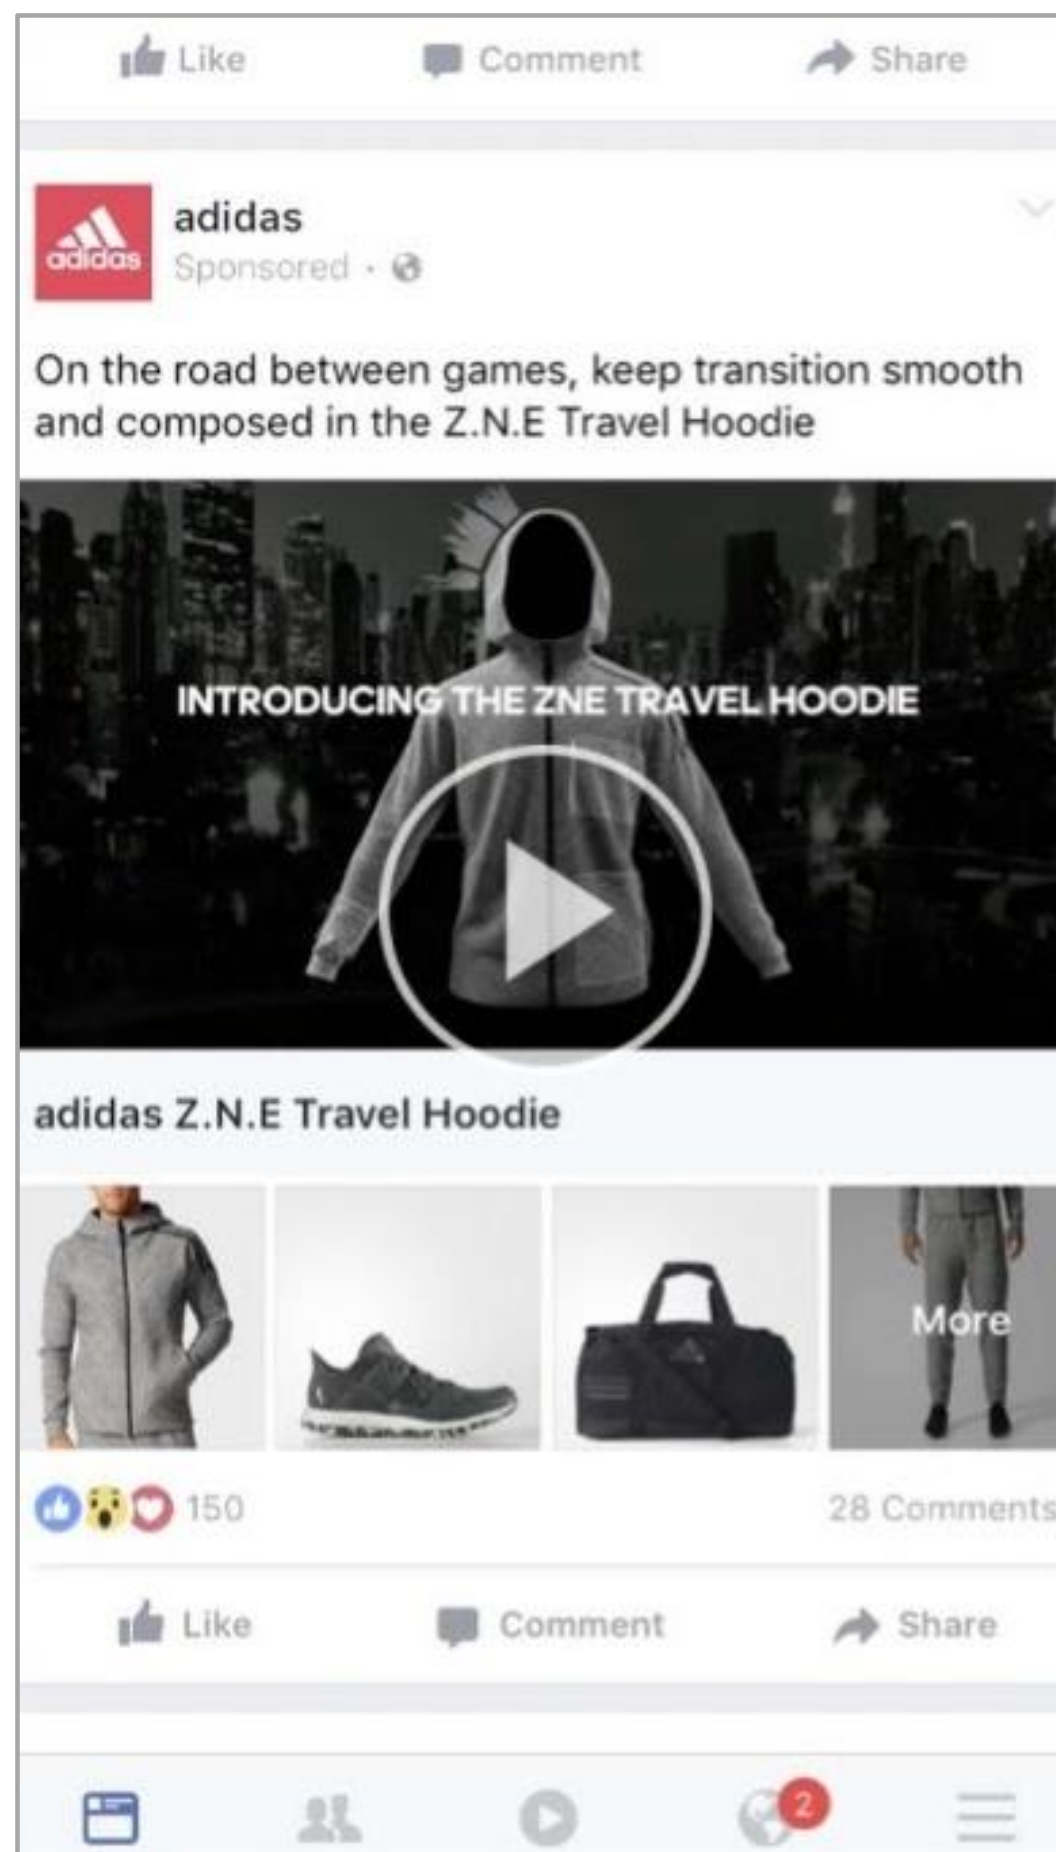 Like Comment Share
adidas
adidas
Sponsored ·
On the road between games, keep transition smooth
and composed in the Z.N.E Travel Hoodie
INTRODUCING THE ZNE TRAVEL HOODIE
adidas Z.N.E Travel Hoodie
More
150 28 Comments
Like Comment Share
2